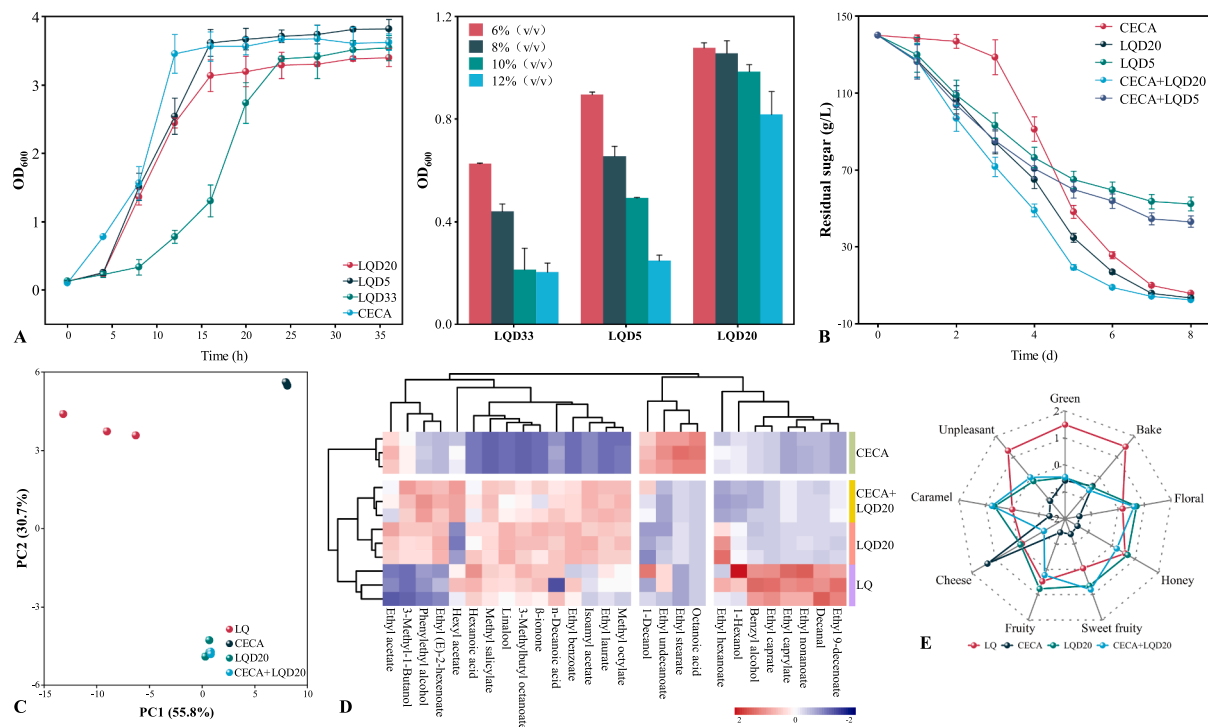 4
3
2
1
0
OD600
0
5
10
15
20
25
30
35
Time (h)
LQD20
LQD5
LQD33
CECA
A
1.2
0.8
0.4
0.0
OD600
6% (v/v)
8% (v/v)
10% (v/v)
12% (v/v)
LQD33
LQD5
LQD20
150
110
70
30
-10
Residual sugar (g/L)
0
2
4
6
8
Time (d)
CECA
LQD20
LQD5
CECA+LQD20
CECA+LQD5
B
6
3
0
-3
-6
PC2 (30.7%)
-15
-10
-5
0
5
10
PC1 (55.8%)
LQ
CECA
LQD20
CECA+LQD20
C
CECA
CECA+
LQD20
LQD20
LQ
Ethyl acetate
3-Methyl-1-Butanol
Phenylethyl alcohol
Ethyl (E)-2-hexenoate
Hexyl acetate
Hexanoic acid
Methyl salicylate
Linalool
3-Methylbutyl octanoate
ß-ionone
n-Decanoic acid
Ethyl benzoate
Isoamyl acetate
Ethyl laurate
Methyl octylate
1-Decanol
Ethyl undecanoate
Ethyl stearate
Octanoic acid
Ethyl hexanoate
1-Hexanol
Benzyl alcohol
Ethyl caprate
Ethyl caprylate
Ethyl nonanoate
Decanal
Ethyl 9-decenoate
2
0
-2
D
Green
Bake
Floral
Honey
Sweet fruity
Fruity
Cheese
Caramel
Unpleasant
2
1
0
-1
-2
E
LQ
CECA
LQD20
CECA+LQD20